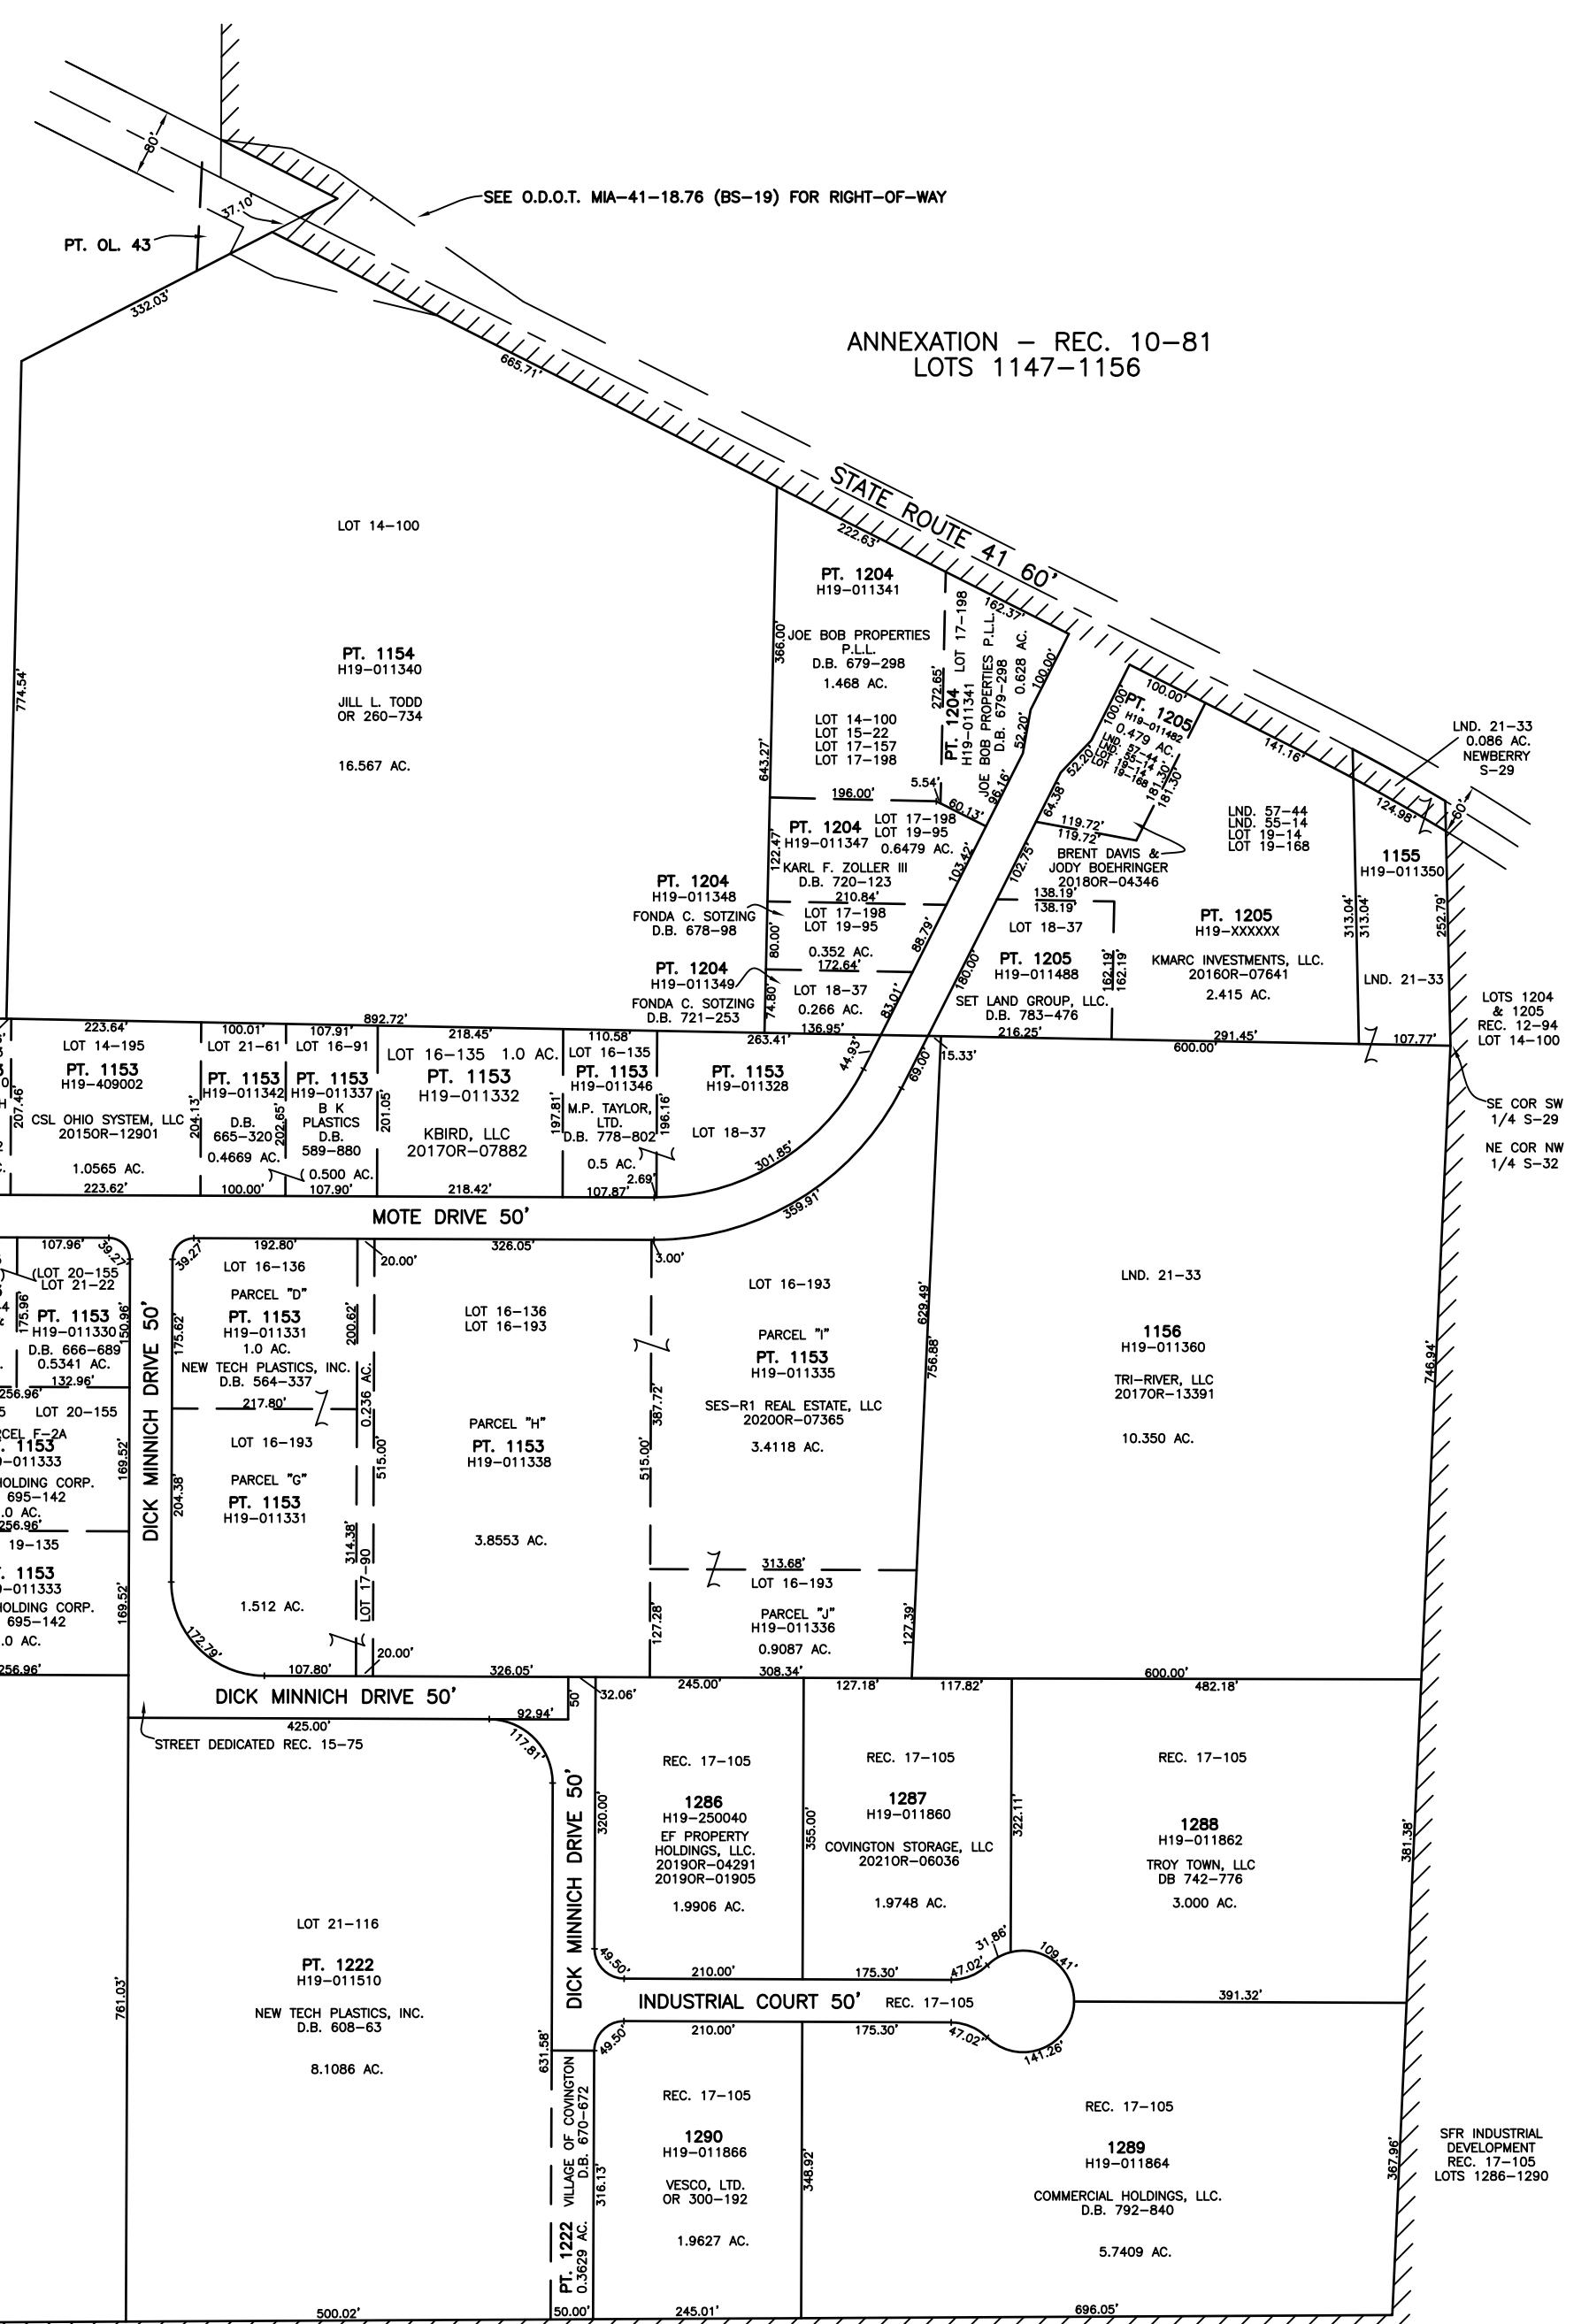 80'
37.10'
SEE O.D.O.T. MIA-41-18.76 (BS-19) FOR RIGHT-OF-WAY
PT. OL. 43
332.03'
665.71'
ANNEXATION - REC. 10-81
LOTS 1147-1156
STATE ROUTE 41 60'
LOT 14-100
PT. 1154
H19-011340
JILL L. TODD
OR 260-734
16.567 AC.
774.54'
643.27'
892.72'
222.63'
PT. 1204
H19-011341
JOE BOB PROPERTIES
P.L.L.
D.B. 679-298
1.468 AC.
LOT 14-100
LOT 15-22
LOT 17-157
LOT 17-198
366.00'
272.65'
196.00'
5.54'
60.13'
162.37'
PT. 1204
H19-011341
LOT 17-198
JOE BOB PROPERTIES P.L.L.
D.B. 679-298
0.628 AC.
100.00'
52.20'
96.16'
PT. 1204
H19-011347
LOT 17-198
LOT 19-95
0.6479 AC.
KARL F. ZOLLER III
D.B. 720-123
122.47'
103.42'
210.84'
PT. 1204
H19-011348
FONDA C. SOTZING
D.B. 678-98
LOT 17-198
LOT 19-95
0.352 AC.
80.00'
88.79'
172.64'
PT. 1204
H19-011349
FONDA C. SOTZING
D.B. 721-253
LOT 18-37
0.266 AC.
74.80'
83.01'
136.95'
100.00'
100.00'
52.20'
64.38'
PT. 1205
H19-011482
0.479 AC.
LND. 57-44
LND. 55-14
LOT 19-14
LOT 19-168
181.30'
181.30'
119.72'
119.72'
BRENT DAVIS &
JODY BOEHRINGER
2018OR-04346
102.75'
138.19'
138.19'
LOT 18-37
PT. 1205
H19-011488
SET LAND GROUP, LLC.
D.B. 783-476
180.00'
162.19'
162.19'
216.25'
141.16'
LND. 57-44
LND. 55-14
LOT 19-14
LOT 19-168
PT. 1205
H19-XXXXXX
KMARC INVESTMENTS, LLC.
2016OR-07641
2.415 AC.
291.45'
600.00'
313.04'
313.04'
124.98'
60'
1155
H19-011350
LND. 21-33
252.79'
107.77'
LND. 21-33
0.086 AC.
NEWBERRY
S-29
LOTS 1204
& 1205
REC. 12-94
LOT 14-100
SE COR SW
1/4 S-29
NE COR NW
1/4 S-32
223.64'
LOT 14-195
PT. 1153
H19-409002
CSL OHIO SYSTEM, LLC
2015OR-12901
1.0565 AC.
223.62'
207.46'
204.13'
100.01'
LOT 21-61
PT. 1153
H19-011342
D.B.
665-320
0.4669 AC.
100.00'
202.65'
107.91'
LOT 16-91
PT. 1153
H19-011337
B K
PLASTICS
D.B.
589-880
0.500 AC.
107.90'
201.05'
218.45'
LOT 16-135 1.0 AC.
PT. 1153
H19-011332
KBIRD, LLC
2017OR-07882
218.42'
197.81'
110.58'
LOT 16-135
PT. 1153
H19-011346
M.P. TAYLOR,
LTD.
D.B. 778-802
0.5 AC.
107.87'
2.69'
196.16'
263.41'
PT. 1153
H19-011328
LOT 18-37
301.85'
44.93'
69.00'
15.33'
359.91'
MOTE DRIVE 50'
107.96'
39.27'
LOT 20-155
LOT 21-22
PT. 1153
H19-011330
D.B. 666-689
0.5341 AC.
132.96'
175.96'
150.96'
256.96'
LOT 20-155
RCEL F-2A
. 1153
9-011333
HOLDING CORP.
695-142
.0 AC.
169.52'
256.96'
19-135
. 1153
9-011333
HOLDING CORP.
695-142
.0 AC.
169.52'
256.96'
DICK MINNICH DRIVE 50'
39.27'
192.80'
LOT 16-136
PARCEL "D"
PT. 1153
H19-011331
1.0 AC.
NEW TECH PLASTICS, INC.
D.B. 564-337
175.62'
200.62'
217.80'
LOT 16-193
PARCEL "G"
PT. 1153
H19-011331
1.512 AC.
204.38'
314.38'
172.79'
107.80'
20.00'
0.236 AC.
LOT 17-90
515.00'
20.00'
326.05'
LOT 16-136
LOT 16-193
PARCEL "H"
PT. 1153
H19-011338
3.8553 AC.
326.05'
515.00'
3.00'
LOT 16-193
PARCEL "I"
PT. 1153
H19-011335
SES-R1 REAL ESTATE, LLC
2020OR-07365
3.4118 AC.
387.72'
629.49'
756.88'
313.68'
LOT 16-193
PARCEL "J"
H19-011336
0.9087 AC.
127.28'
127.39'
308.34'
LND. 21-33
1156
H19-011360
TRI-RIVER, LLC
2017OR-13391
10.350 AC.
746.94'
600.00'
DICK MINNICH DRIVE 50'
STREET DEDICATED REC. 15-75
425.00'
92.94'
50'
32.06'
117.81'
DICK MINNICH DRIVE 50'
LOT 21-116
PT. 1222
H19-011510
NEW TECH PLASTICS, INC.
D.B. 608-63
8.1086 AC.
761.03'
631.58'
500.02'
245.00'
REC. 17-105
1286
H19-250040
EF PROPERTY
HOLDINGS, LLC.
2019OR-04291
2019OR-01905
1.9906 AC.
320.00'
355.00'
49.50'
210.00'
127.18'
117.82'
REC. 17-105
1287
H19-011860
COVINGTON STORAGE, LLC
2021OR-06036
1.9748 AC.
322.11'
175.30'
47.02'
31.86'
482.18'
REC. 17-105
1288
H19-011862
TROY TOWN, LLC
DB 742-776
3.000 AC.
381.38'
109.41'
391.32'
INDUSTRIAL COURT 50' REC. 17-105
49.50'
210.00'
175.30'
47.02'
141.26'
PT. 1222
0.3629 AC.
VILLAGE OF COVINGTON
D.B. 670-672
50.00'
316.13'
REC. 17-105
1290
H19-011866
VESCO, LTD.
OR 300-192
1.9627 AC.
245.01'
348.92'
REC. 17-105
1289
H19-011864
COMMERCIAL HOLDINGS, LLC.
D.B. 792-840
5.7409 AC.
367.96'
696.05'
SFR INDUSTRIAL
DEVELOPMENT
REC. 17-105
LOTS 1286-1290